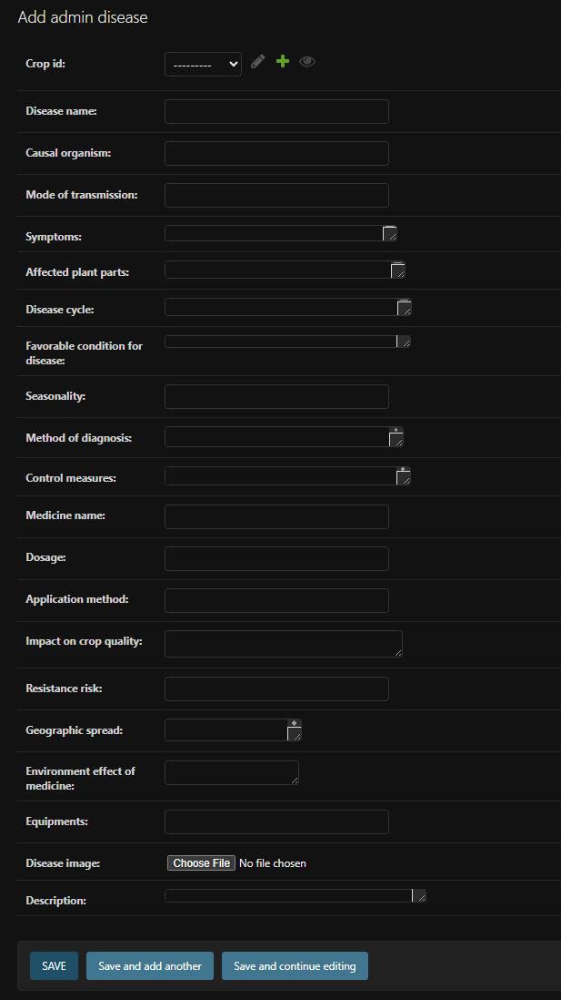 Add admin disease
Crop id:
---------
Disease name:
Causal organism:
Mode of transmission:
Symptoms:
Affected plant parts:
Disease cycle:
Favorable condition for
disease:
Seasonality:
Method of diagnosis:
Control measures:
Medicine name:
Dosage:
Application method:
Impact on crop quality:
Resistance risk:
Geographic spread:
Environment effect of
medicine:
Equipments:
Disease image:
Choose File No file chosen
Description:
SAVE Save and add another Save and continue editing